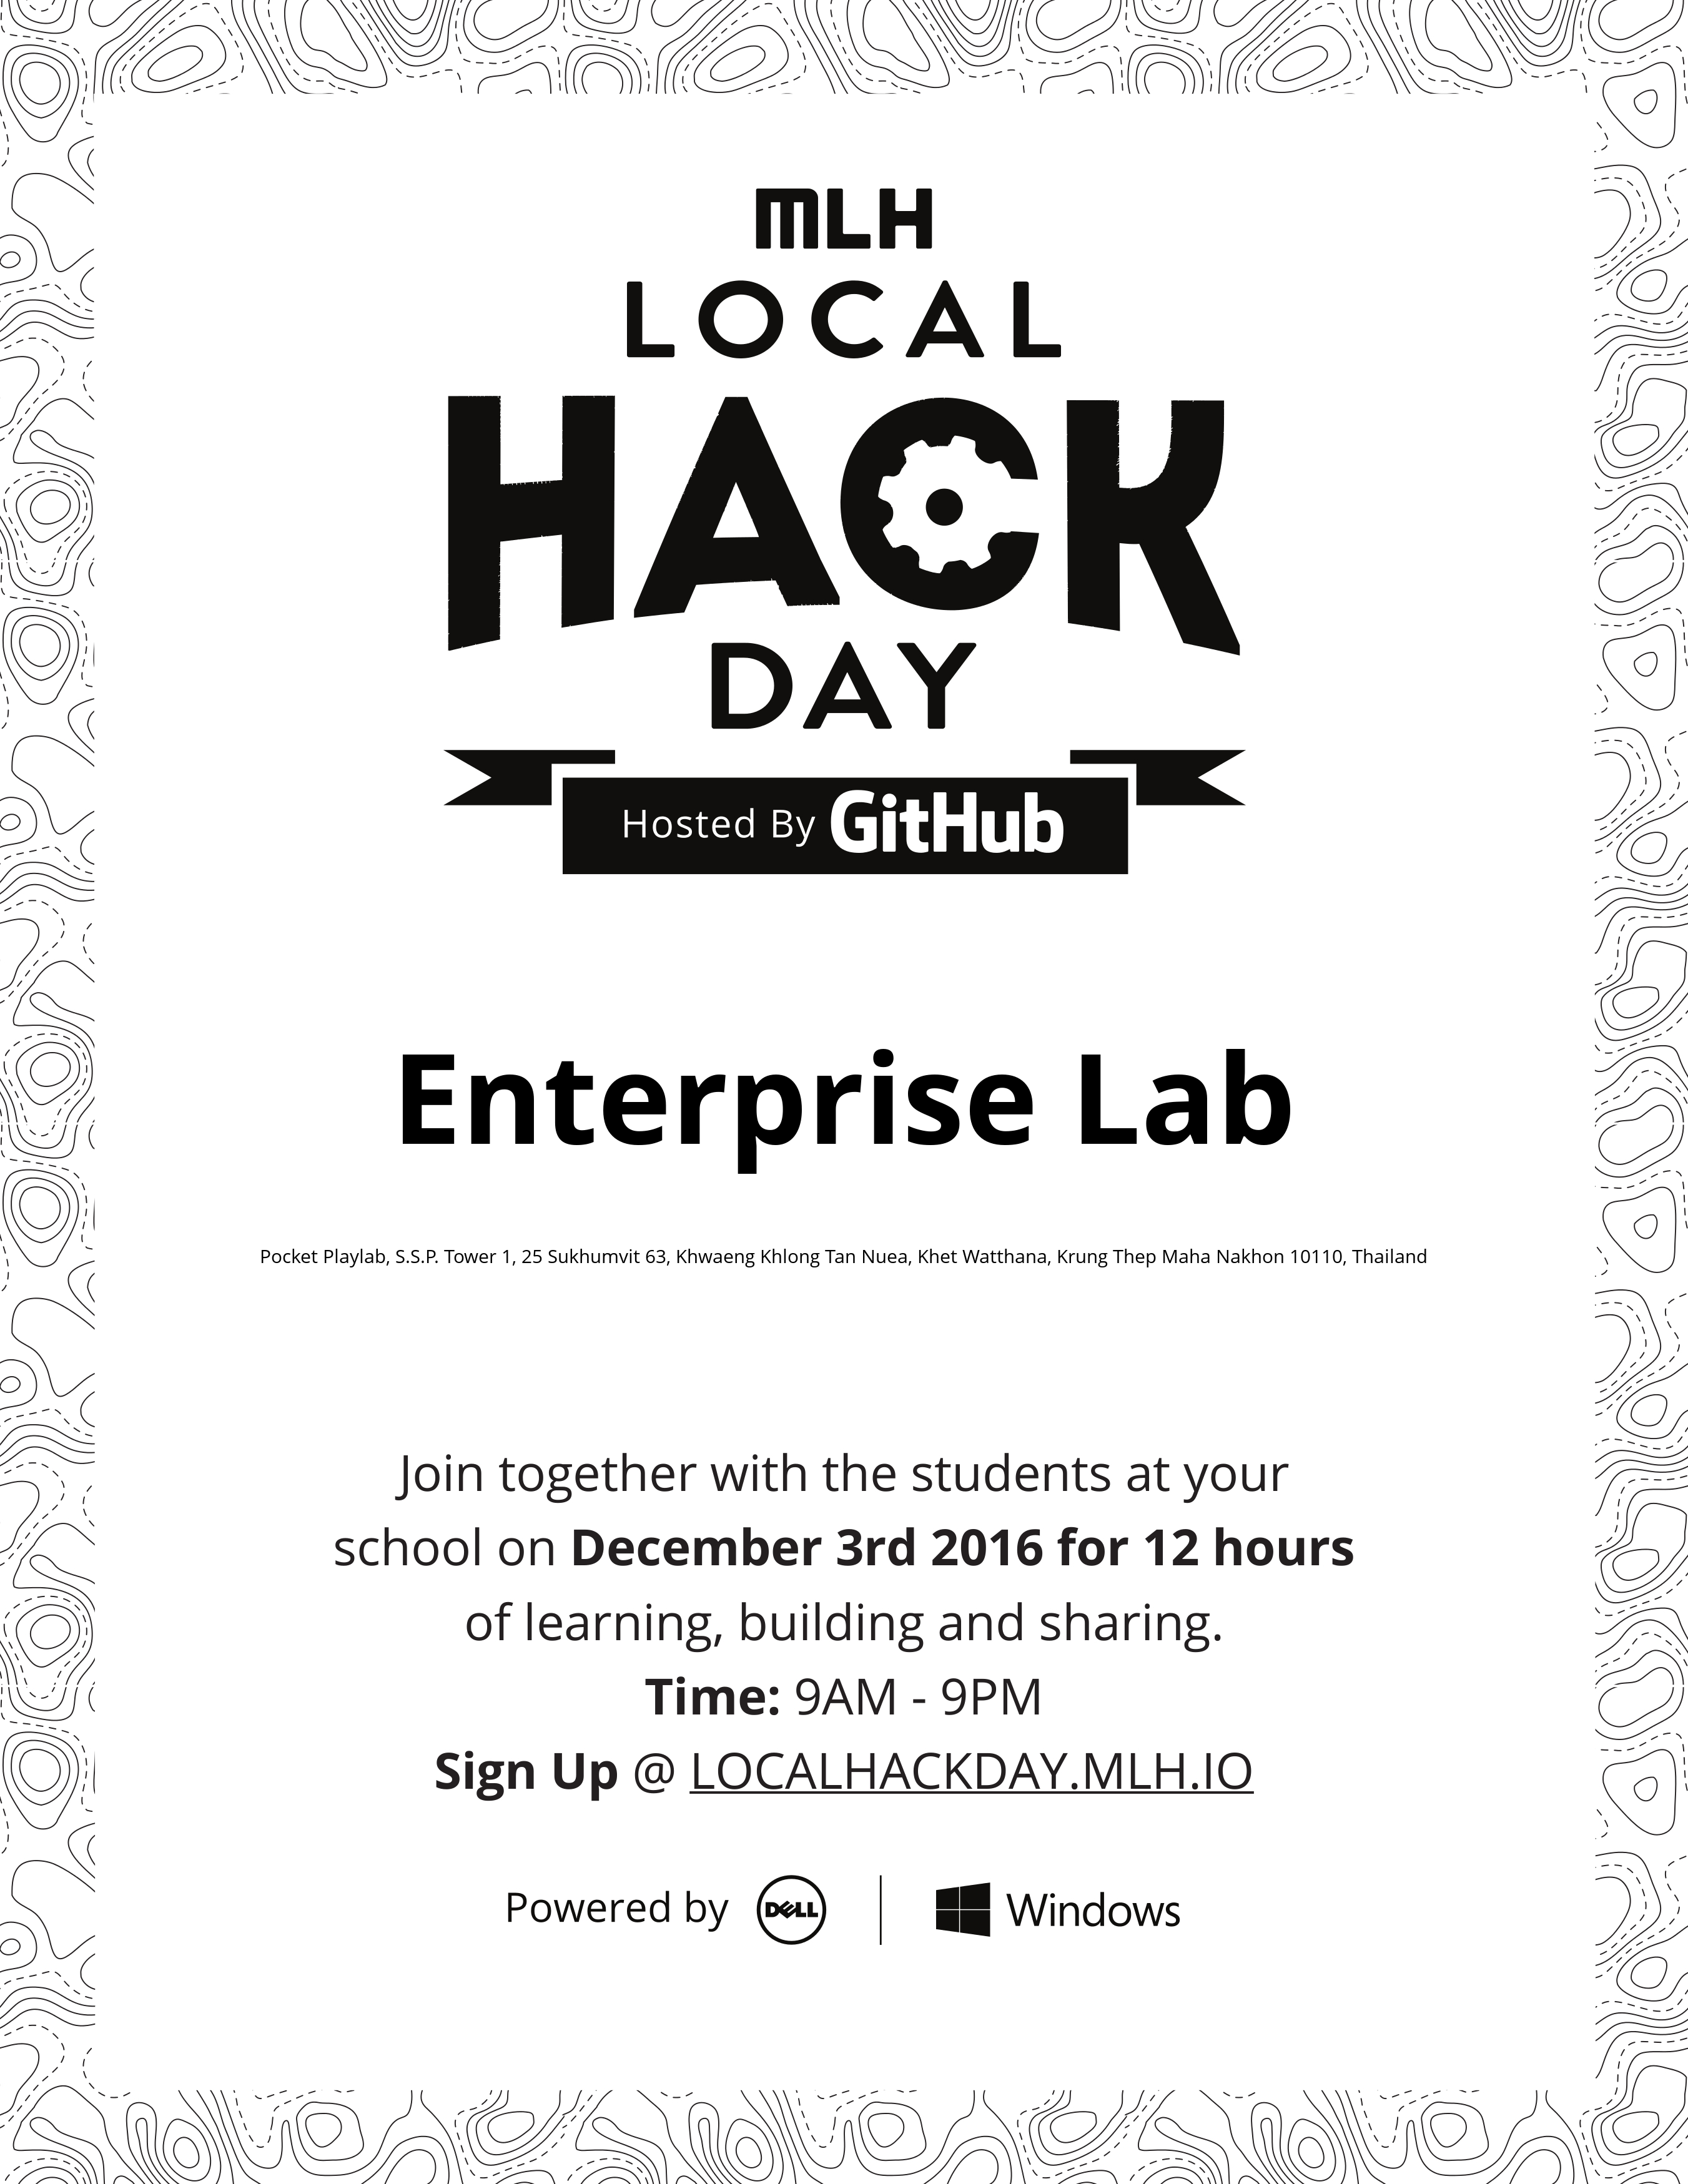 MLH
LOCAL
HACK
DAY
Hosted By GitHub
Enterprise Lab
Pocket Playlab, S.S.P. Tower 1, 25 Sukhumvit 63, Khwaeng Khlong Tan Nuea, Khet Watthana, Krung Thep Maha Nakhon 10110, Thailand
Join together with the students at your
school on December 3rd 2016 for 12 hours
of learning, building and sharing.
Time: 9AM - 9PM
Sign Up @ LOCALHACKDAY.MLH.IO
Powered by DELL | Windows